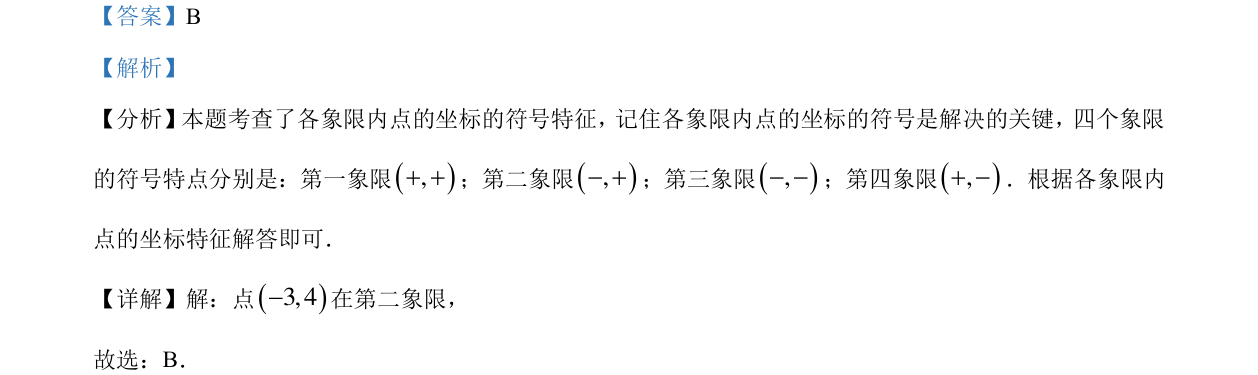 【答案】B
【解析】
【分析】本题考查了各象限内点的坐标的符号特征，记住各象限内点的坐标的符号是解决的关键，四个象限
的符号特点分别是：第一象限(+,+)；第二象限(−,+)；第三象限(−,−)；第四象限(+,−)．根据各象限内
点的坐标特征解答即可．
【详解】解：点(−3,4)在第二象限，
故选：B．